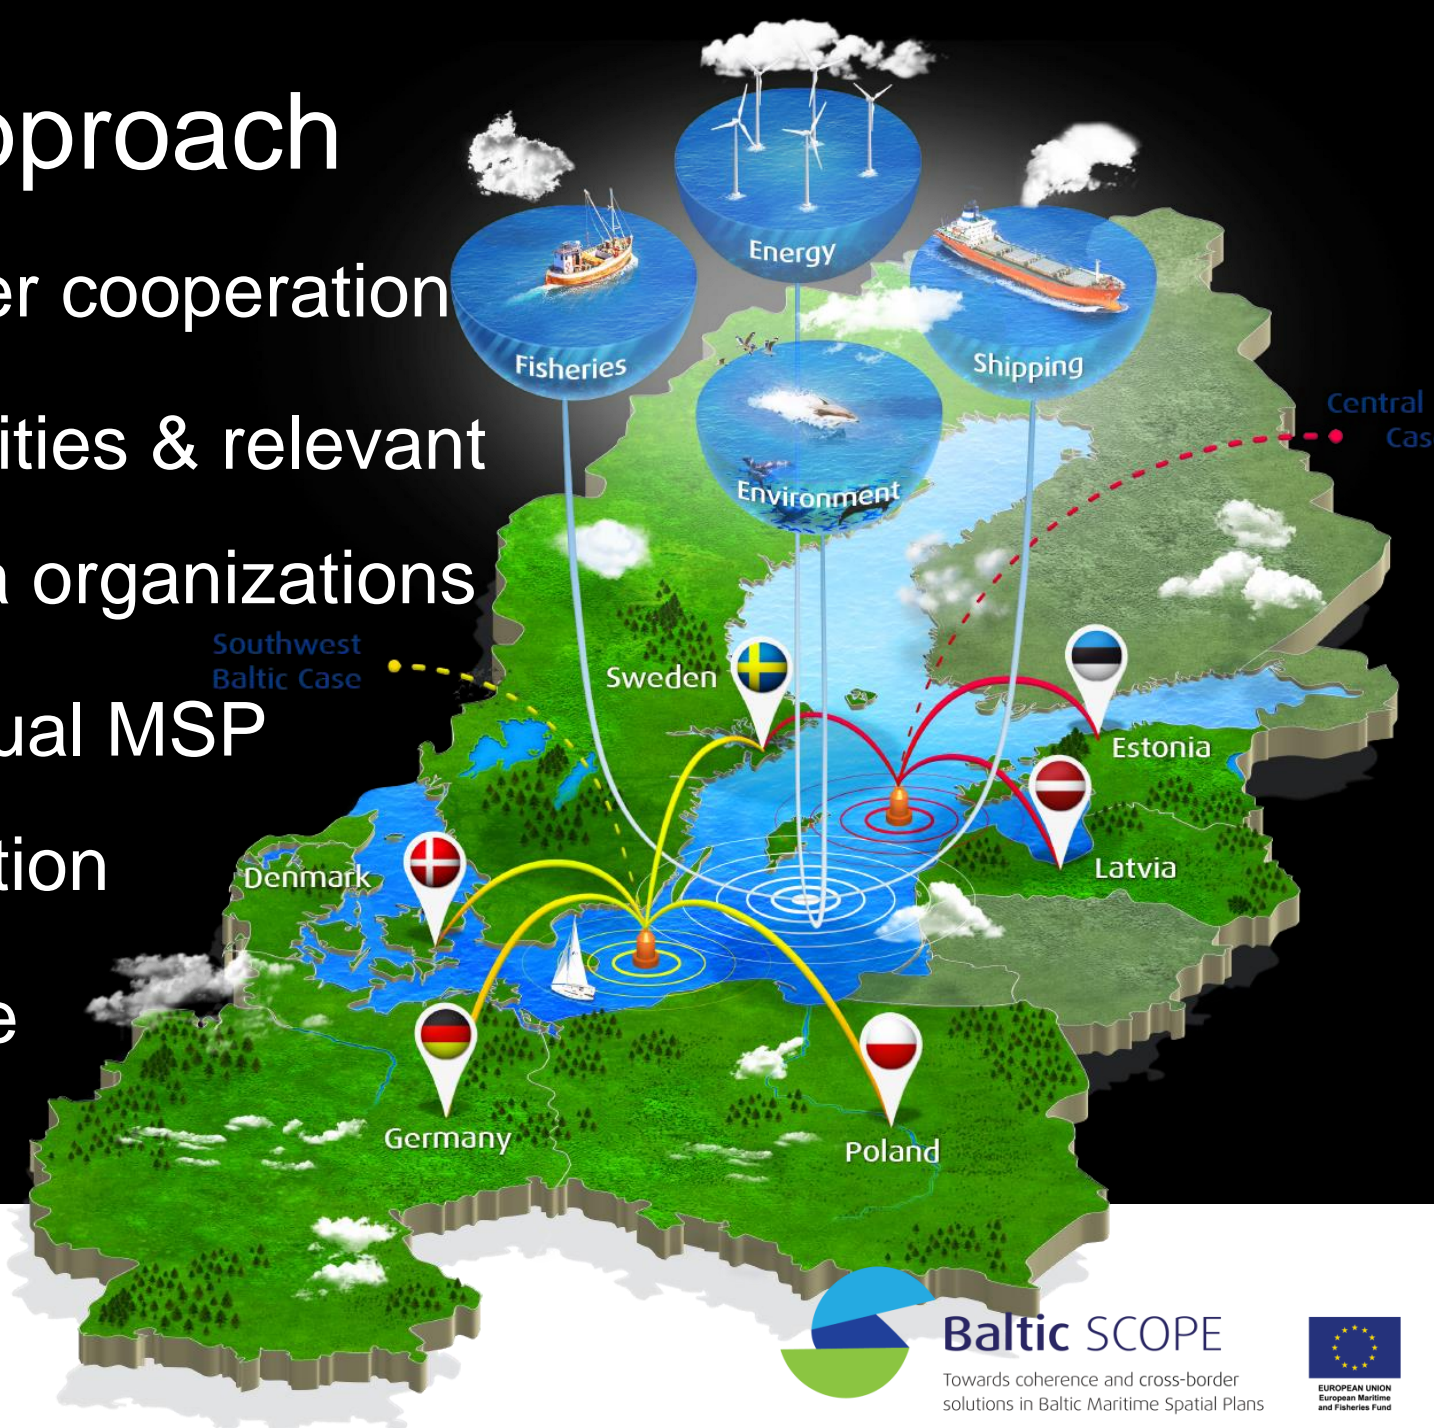 pproach
er cooperation
ities & relevant
a organizations
ual MSP
tion
e
Energy
Fisheries
Shipping
Environment
Central
Cas
Southwest
Baltic Case
Sweden
Estonia
Latvia
Denmark
Germany
Poland
Baltic SCOPE
Towards coherence and cross-border
solutions in Baltic Maritime Spatial Plans
EUROPEAN UNION
European Maritime
and Fisheries Fund